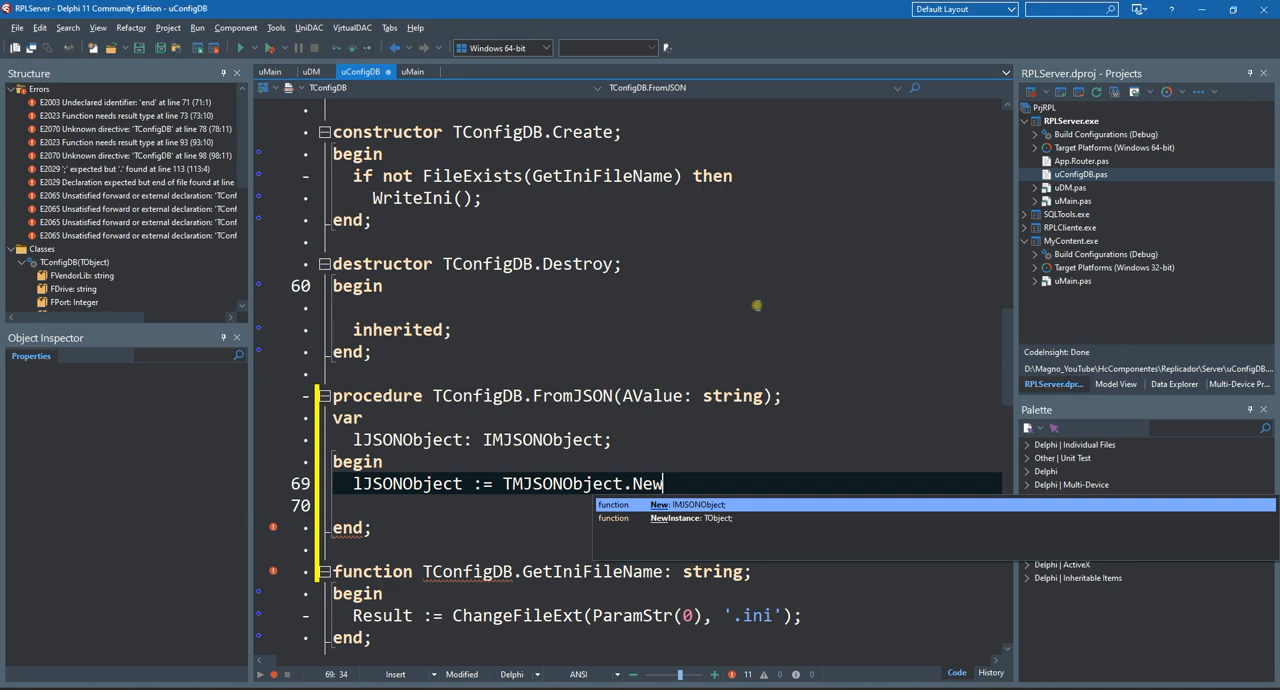 RPLServer - Delphi 11 Community Edition - uConfigDB
Default Layout
File Edit Search View Refactor Project Run Component Tools UniDAC VirtualDAC Tabs Help
Windows 64-bit
Structure
Errors
E2003 Undeclared identifier: 'end' at line 71 (71:1)
E2023 Function needs result type at line 73 (73:10)
E2070 Unknown directive: 'TConfigDB' at line 78 (78:11)
E2023 Function needs result type at line 93 (93:10)
E2070 Unknown directive: 'TConfigDB' at line 98 (98:11)
E2029 ';' expected but '.' found at line 113 (113:4)
E2029 Declaration expected but end of file found at line
E2065 Unsatisfied forward or external declaration: 'TConf
E2065 Unsatisfied forward or external declaration: 'TConf
E2065 Unsatisfied forward or external declaration: 'TConf
E2065 Unsatisfied forward or external declaration: 'TConf
Classes
TConfigDB(TObject)
FVendorLib: string
FDrive: string
FPort: Integer
Object Inspector
Properties
uMain uDM uConfigDB uMain
TConfigDB TConfigDB.FromJSON
constructor TConfigDB.Create;
begin
if not FileExists(GetIniFileName) then
WriteIni();
end;
destructor TConfigDB.Destroy;
60 begin
inherited;
end;
procedure TConfigDB.FromJSON(AValue: string);
var
lJSONObject: IMJSONObject;
begin
69 lJSONObject := TMJSONObject.New
70
function New: IMJSONObject;
function NewInstance: TObject;
end;
function TConfigDB.GetIniFileName: string;
begin
Result := ChangeFileExt(ParamStr(0), '.ini');
end;
69: 34 Insert Modified Delphi ANSI 11 0 0 Code History
RPLServer.dproj - Projects
PrjRPL
RPLServer.exe
Build Configurations (Debug)
Target Platforms (Windows 64-bit)
App.Router.pas
uConfigDB.pas
uDM.pas
uMain.pas
SQLTools.exe
RPLCliente.exe
MyContent.exe
Build Configurations (Debug)
Target Platforms (Windows 32-bit)
uMain.pas
CodeInsight: Done
D:\Magno_YouTube\HcComponentes\Replicador\Server\uConfigDB....
RPLServer.dpr... Model View Data Explorer Multi-Device Pr...
Palette
Delphi | Individual Files
Other | Unit Test
Delphi
Delphi | Multi-Device
Delphi | ActiveX
Delphi | Inheritable Items